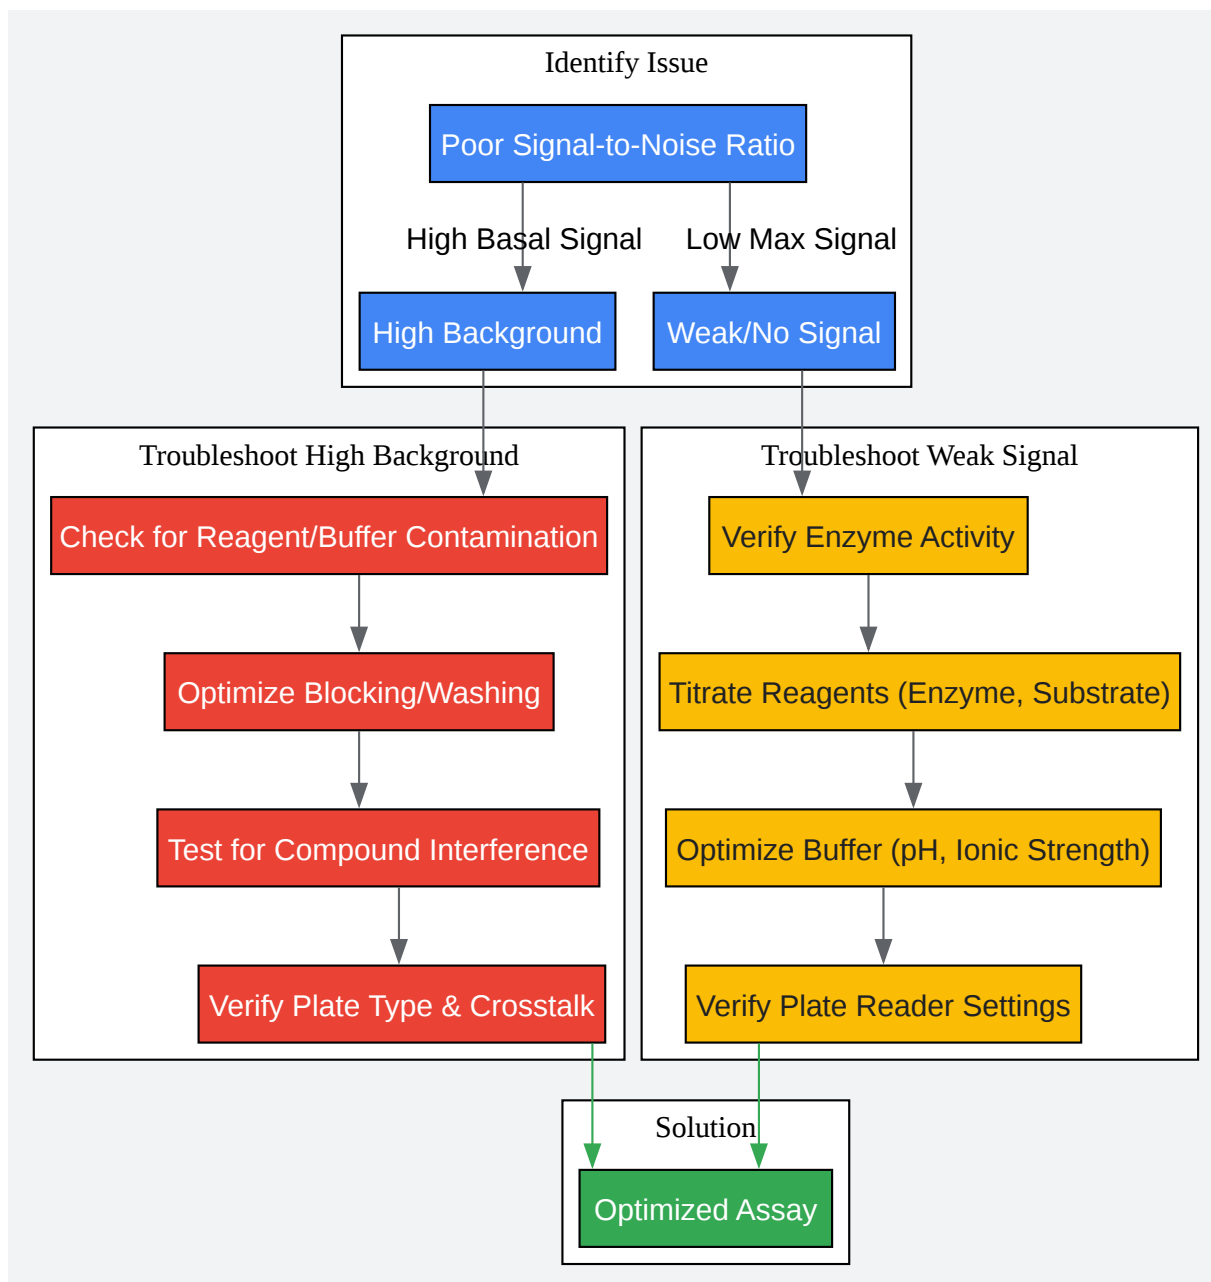 Identify Issue
Poor Signal-to-Noise Ratio
High Basal Signal
Low Max Signal
High Background
Weak/No Signal
Troubleshoot High Background
Check for Reagent/Buffer Contamination
Optimize Blocking/Washing
Test for Compound Interference
Verify Plate Type & Crosstalk
Troubleshoot Weak Signal
Verify Enzyme Activity
Titrate Reagents (Enzyme, Substrate)
Optimize Buffer (pH, Ionic Strength)
Verify Plate Reader Settings
Solution
Optimized Assay